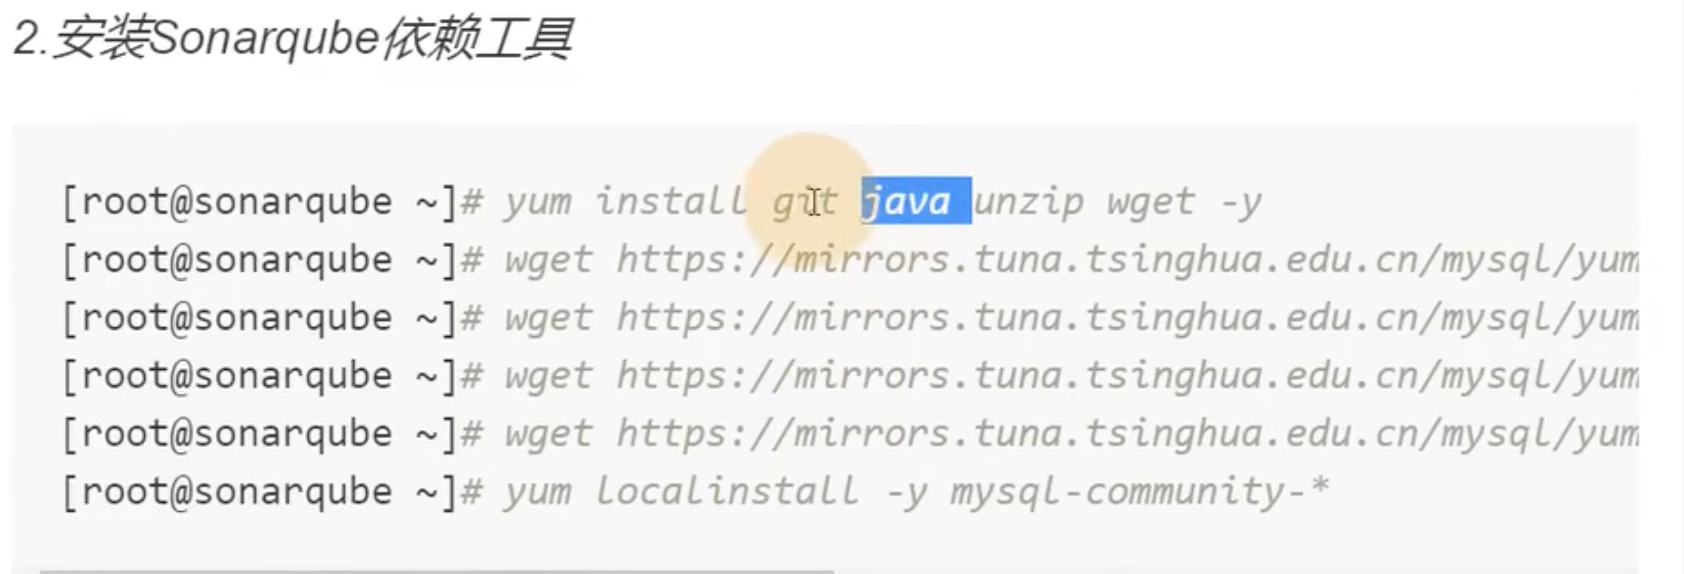 2.安装Sonarqube依赖工具
[root@sonarqube ~]# yum install git java unzip wget -y
[root@sonarqube ~]# wget https://mirrors.tuna.tsinghua.edu.cn/mysql/yum
[root@sonarqube ~]# wget https://mirrors.tuna.tsinghua.edu.cn/mysql/yum
[root@sonarqube ~]# wget https://mirrors.tuna.tsinghua.edu.cn/mysql/yum
[root@sonarqube ~]# wget https://mirrors.tuna.tsinghua.edu.cn/mysql/yum
[root@sonarqube ~]# yum localinstall -y mysql-community-*